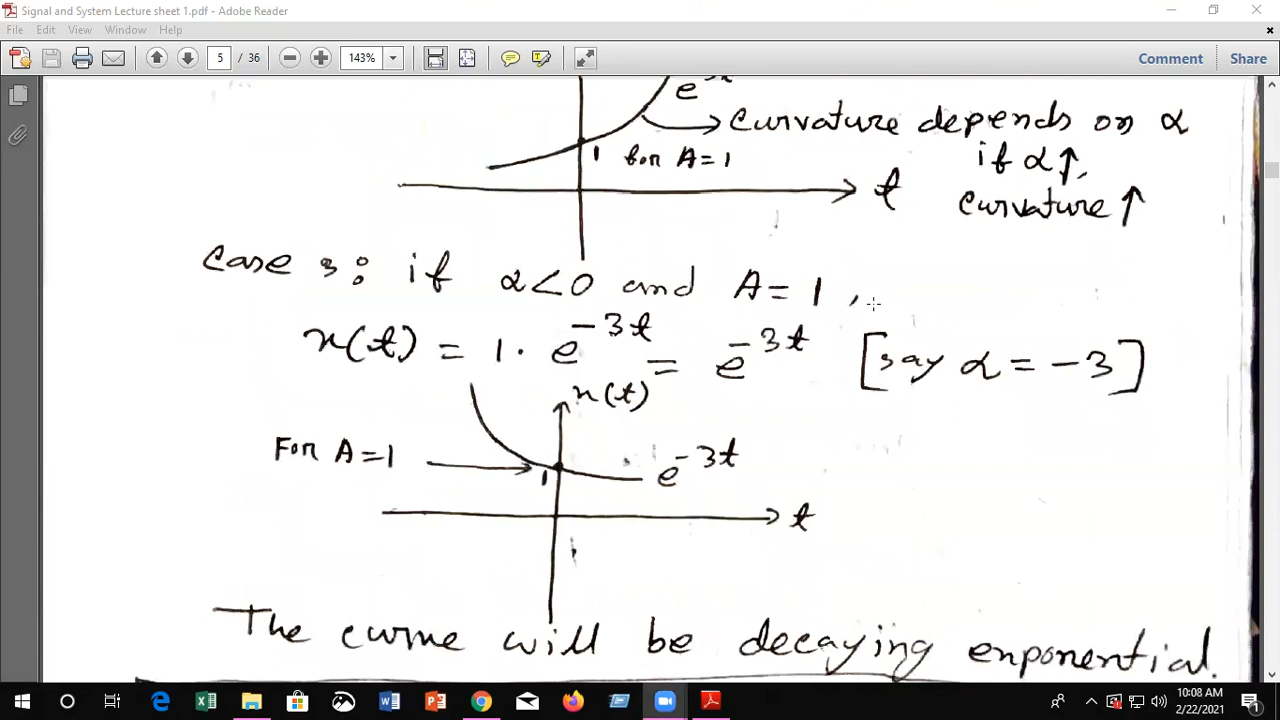 Signal and System Lecture sheet 1.pdf - Adobe Reader
File Edit View Window Help
5 / 36 143% Comment Share
Curvature depends on α
1 for A=1
if α↑,
t
Curvature ↑
Case 3: if α<0 and A=1,
x(t) = 1. e^-3t = e^-3t [say α = -3]
x(t)
For A=1
1
e^-3t
t
The curve will be decaying exponential.
10:08 AM
2/22/2021